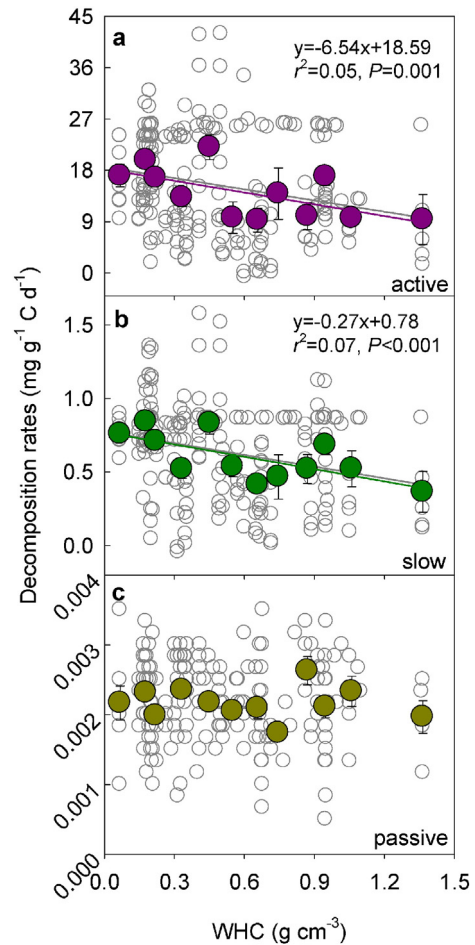 a
45
36
27
18
9
0
y=-6.54x+18.59
r²=0.05, P=0.001
active
b
1.5
1.0
0.5
0.0
y=-0.27x+0.78
r²=0.07, P<0.001
slow
c
0.004
0.003
0.002
0.001
0.000
passive
Decomposition rates (mg g⁻¹ C d⁻¹)
0.0 0.3 0.6 0.9 1.2 1.5
WHC (g cm⁻³)